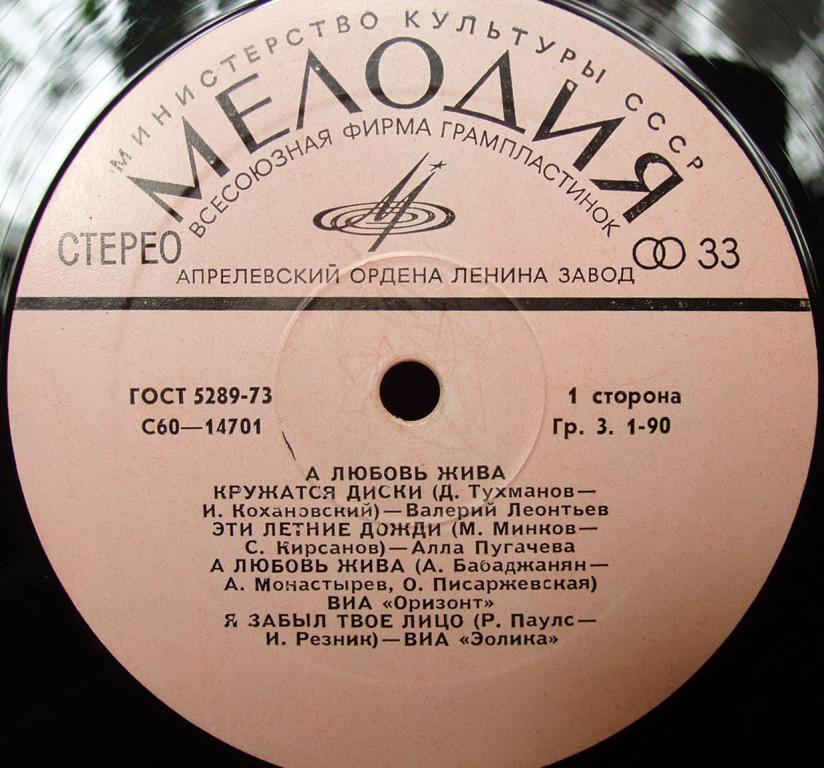 МИНИСТЕРСТВО КУЛЬТУРЫ СССР
МЕЛОДИЯ
ВСЕСОЮЗНАЯ ФИРМА ГРАМПЛАСТИНОК
СТЕРЕО
33
АПРЕЛЕВСКИЙ ОРДЕНА ЛЕНИНА ЗАВОД
ГОСТ 5289-73
1 сторона
С60—14701
Гр. 3. 1-90
А ЛЮБОВЬ ЖИВА
КРУЖАТСЯ ДИСКИ (Д. Тухманов—
И. Кохановский)—Валерий Леонтьев
ЭТИ ЛЕТНИЕ ДОЖДИ (М. Минков—
С. Кирсанов)—Алла Пугачева
А ЛЮБОВЬ ЖИВА (А. Бабаджанян—
А. Монастырев, О. Писаржевская)
ВИА «Оризонт»
Я ЗАБЫЛ ТВОЕ ЛИЦО (Р. Паулс—
И. Резник)—ВИА «Эолика»